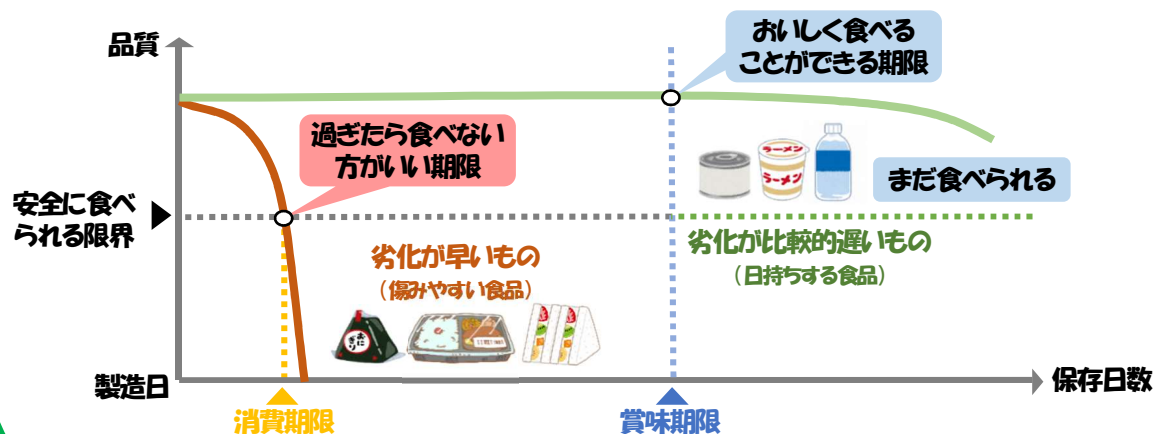 品質
おいしく食べる
ことができる期限
過ぎたら食べない
方がいい期限
ラーメン
ラーメン
まだ食べられる
安全に食べ
られる限界
劣化が早いもの
(傷みやすい食品)
劣化が比較的遅いもの
(日持ちする食品)
おに
ぎり
製造日
保存日数
消費期限
賞味期限